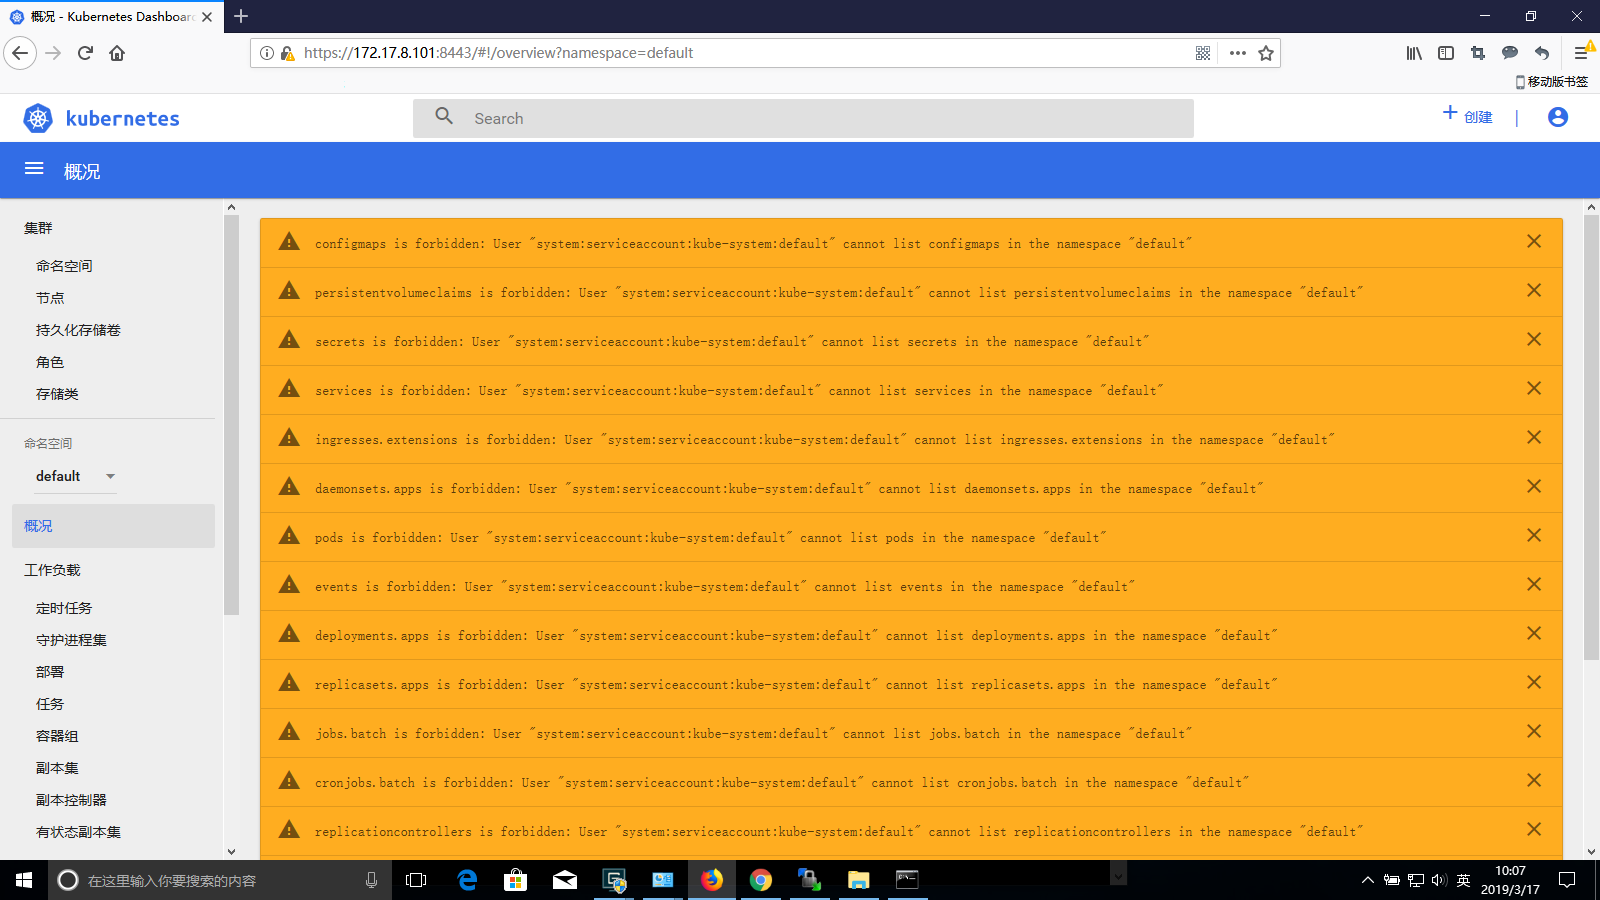 概况 - Kubernetes Dashboard
https://172.17.8.101:8443/#!/overview?namespace=default
移动版书签
kubernetes
Search
创建
概况
集群
命名空间
节点
持久化存储卷
角色
存储类
命名空间
default
概况
工作负载
定时任务
守护进程集
部署
任务
容器组
副本集
副本控制器
有状态副本集
configmaps is forbidden: User "system:serviceaccount:kube-system:default" cannot list configmaps in the namespace "default"
persistentvolumeclaims is forbidden: User "system:serviceaccount:kube-system:default" cannot list persistentvolumeclaims in the namespace "default"
secrets is forbidden: User "system:serviceaccount:kube-system:default" cannot list secrets in the namespace "default"
services is forbidden: User "system:serviceaccount:kube-system:default" cannot list services in the namespace "default"
ingresses.extensions is forbidden: User "system:serviceaccount:kube-system:default" cannot list ingresses.extensions in the namespace "default"
daemonsets.apps is forbidden: User "system:serviceaccount:kube-system:default" cannot list daemonsets.apps in the namespace "default"
pods is forbidden: User "system:serviceaccount:kube-system:default" cannot list pods in the namespace "default"
events is forbidden: User "system:serviceaccount:kube-system:default" cannot list events in the namespace "default"
deployments.apps is forbidden: User "system:serviceaccount:kube-system:default" cannot list deployments.apps in the namespace "default"
replicasets.apps is forbidden: User "system:serviceaccount:kube-system:default" cannot list replicasets.apps in the namespace "default"
jobs.batch is forbidden: User "system:serviceaccount:kube-system:default" cannot list jobs.batch in the namespace "default"
cronjobs.batch is forbidden: User "system:serviceaccount:kube-system:default" cannot list cronjobs.batch in the namespace "default"
replicationcontrollers is forbidden: User "system:serviceaccount:kube-system:default" cannot list replicationcontrollers in the namespace "default"
在这里输入你要搜索的内容
英
10:07
2019/3/17